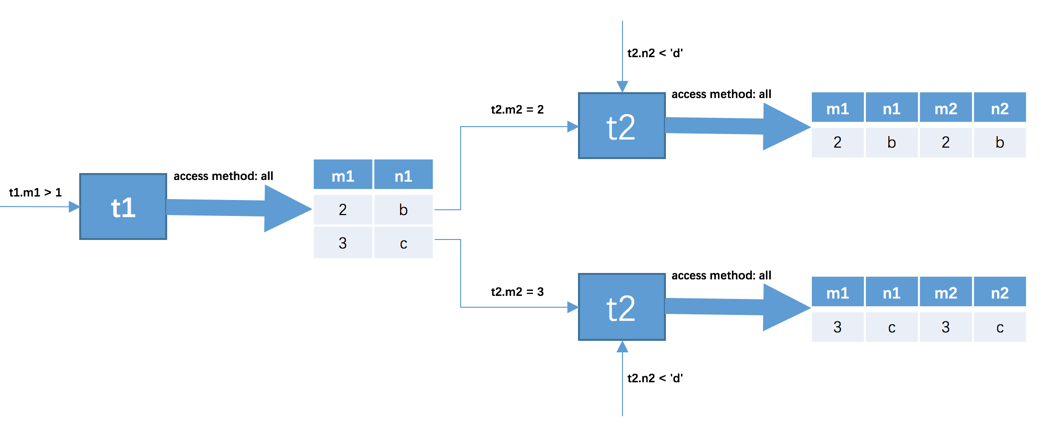 t2.n2 < 'd'
access method: all
t2.m2 = 2
t2
m1 n1 m2 n2
2 b 2 b
t1.m1 > 1
access method: all
t1
m1 n1
2 b
3 c
access method: all
t2.m2 = 3
t2
m1 n1 m2 n2
3 c 3 c
t2.n2 < 'd'